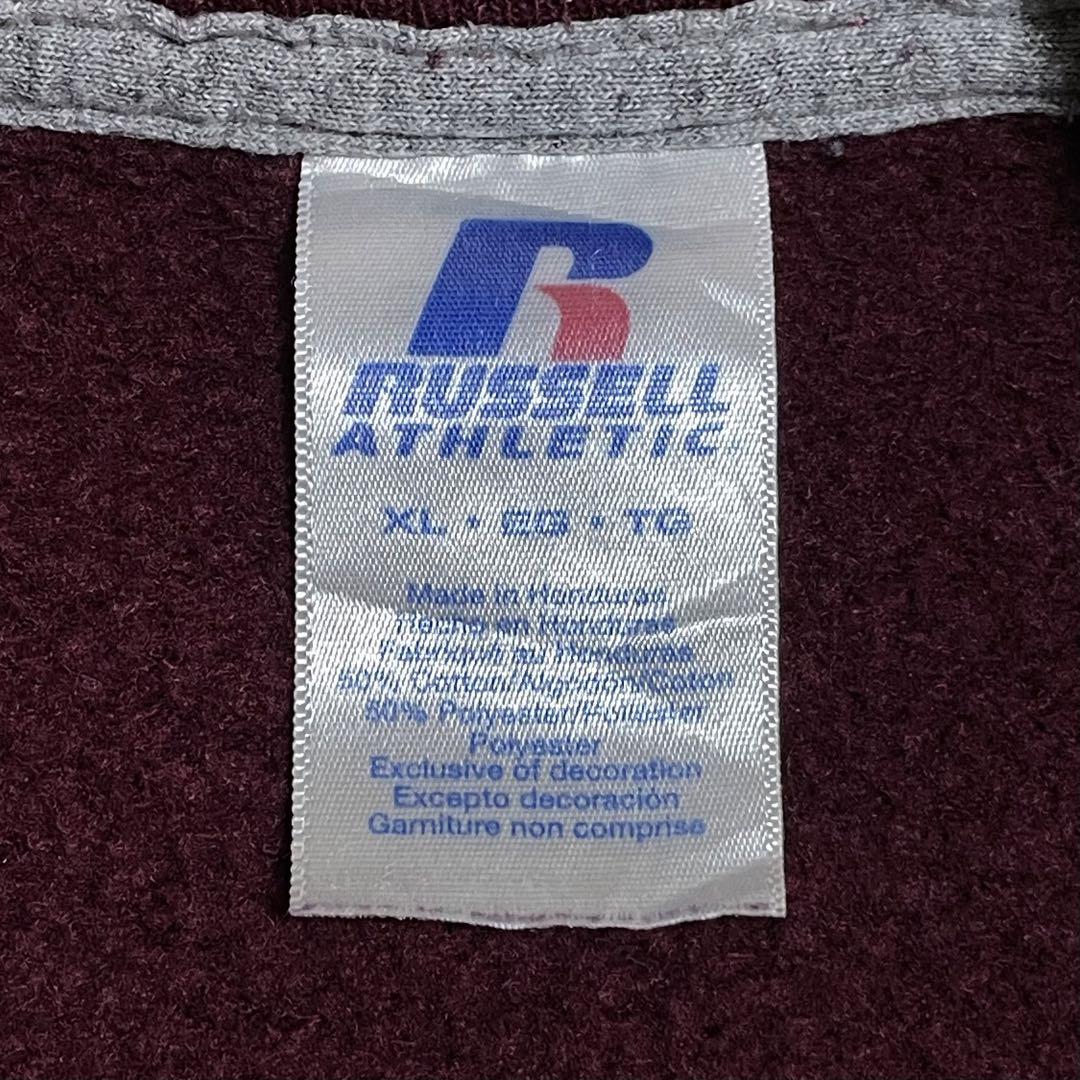 R
RUSSELL
ATHLETIC
XL • EG • TG
Made in Honduras
Hecho en Honduras
Fabriqué au Honduras
50% Cotton/Algodón/Coton
50% Polyester/Poliéster
Polyester
Exclusive of decoration
Excepto decoración
Garniture non comprise